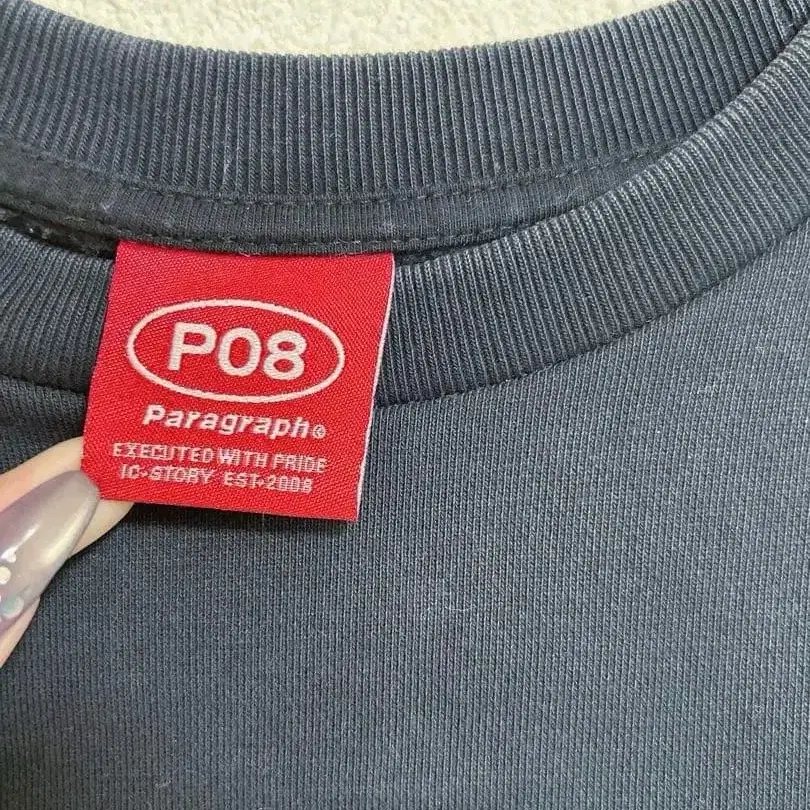 P08
Paragraph®
EXECUTED WITH PRIDE
IC-STORY EST-2008